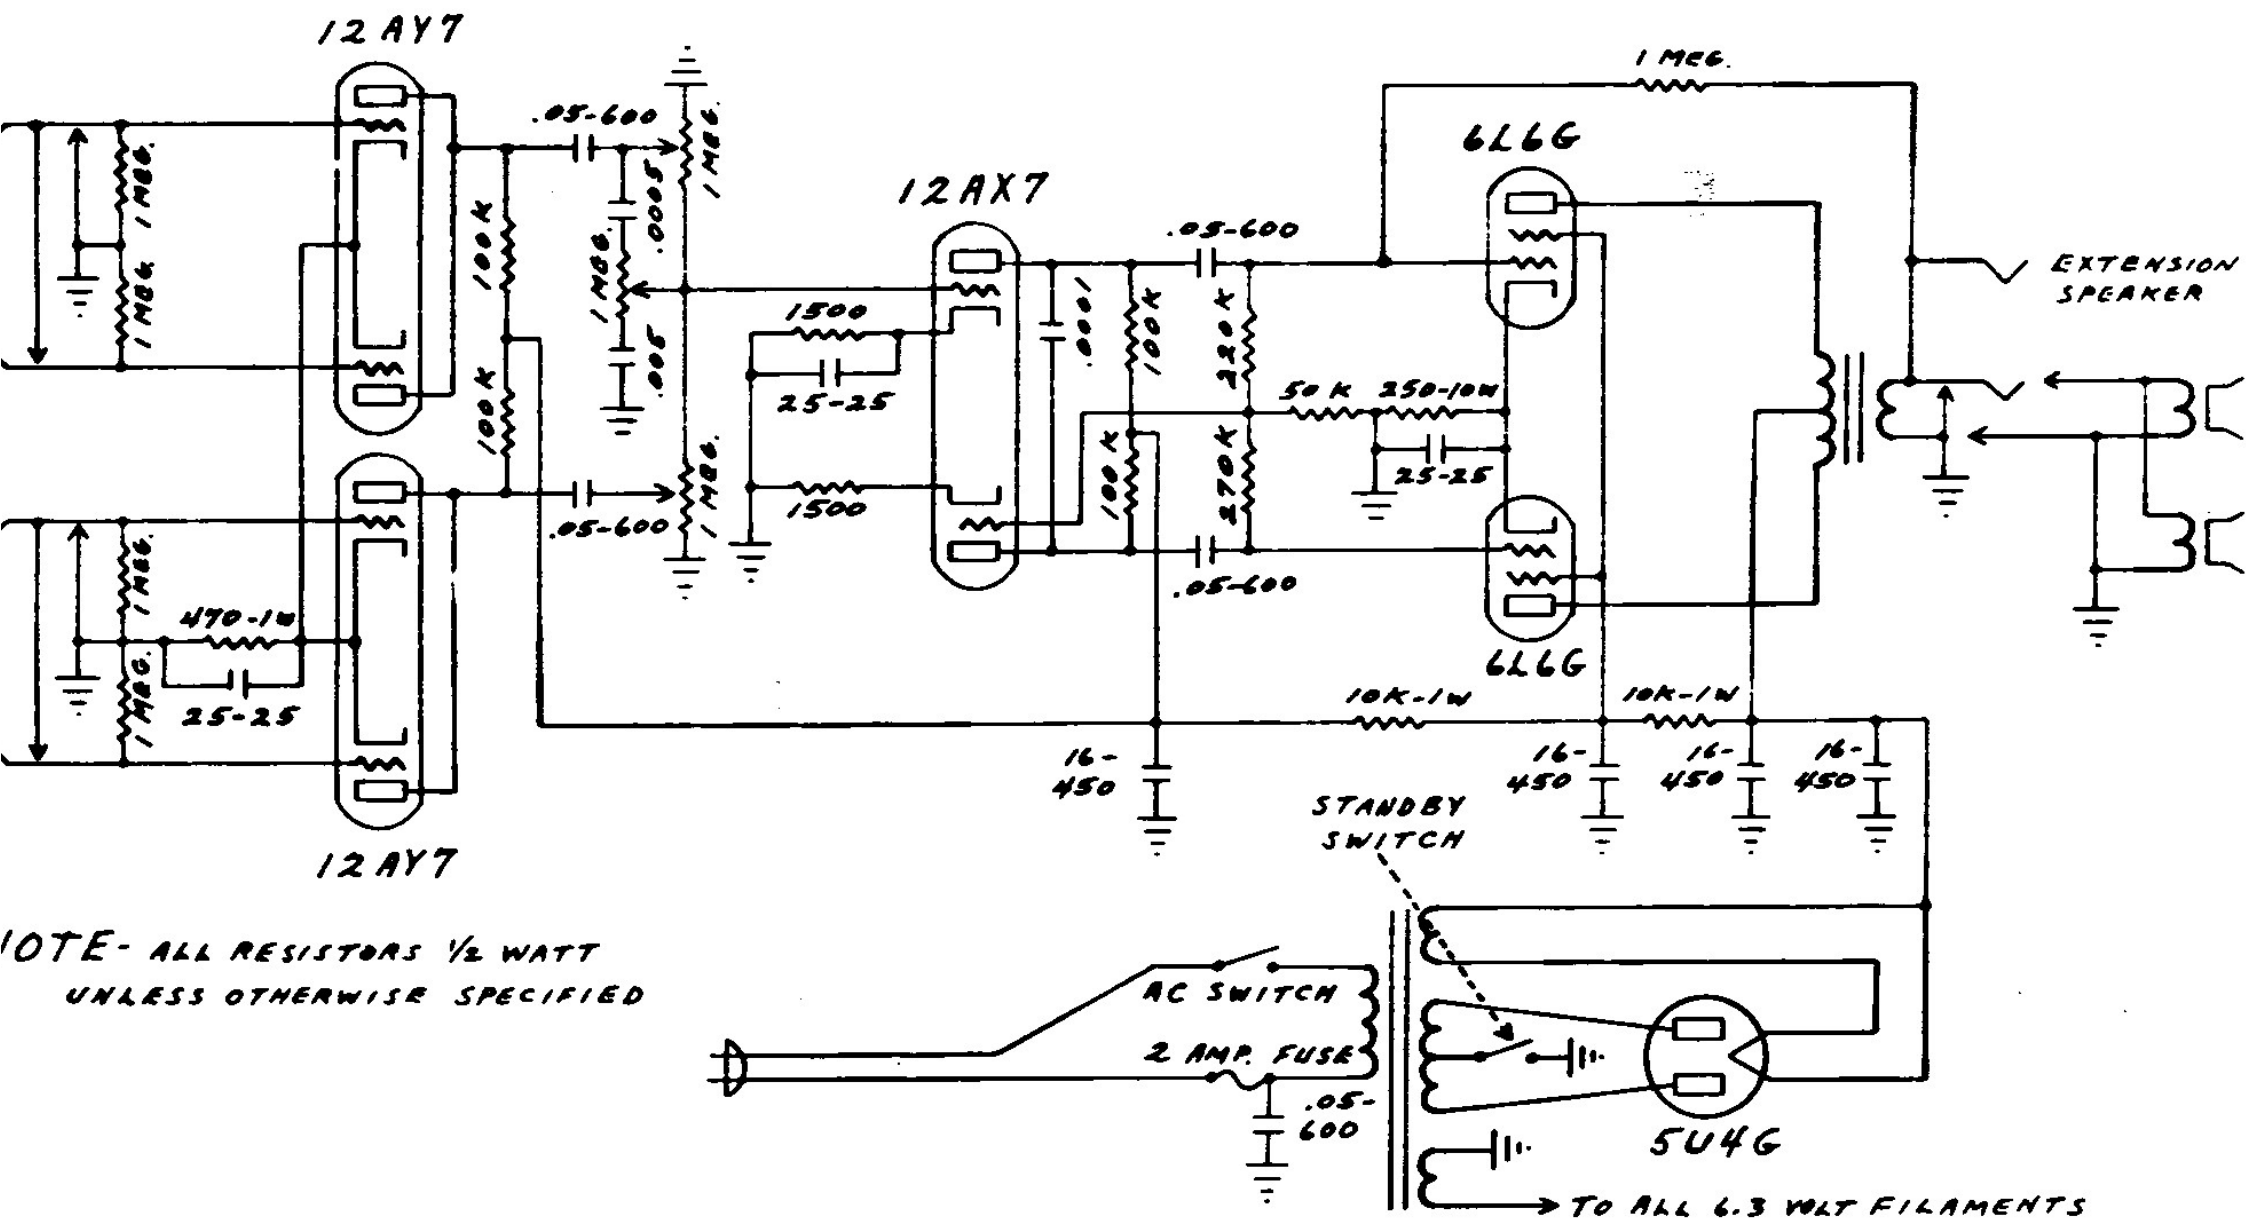 12AY7
1 MEG.
.05-600
1 MEG.
1 MEG.
6L6G
12AX7
1 MEG.
1 MEG.
100K
.0005
1 MEG.
.005
.05-600
EXTENSION
SPEAKER
1500
25-25
.0001
100K
220K
50K
250-10W
100K
1 MEG.
100K
270K
25-25
1500
.05-600
.05-600
1 MEG.
470-1W
1 MEG.
25-25
6L6G
10K-1W
10K-1W
16-
450
16-
450
16-
450
16-
450
STANDBY
SWITCH
12AY7
OTE- ALL RESISTORS 1/2 WATT
UNLESS OTHERWISE SPECIFIED
AC SWITCH
2 AMP. FUSE
.05-
600
5U4G
TO ALL 6.3 VOLT FILAMENTS